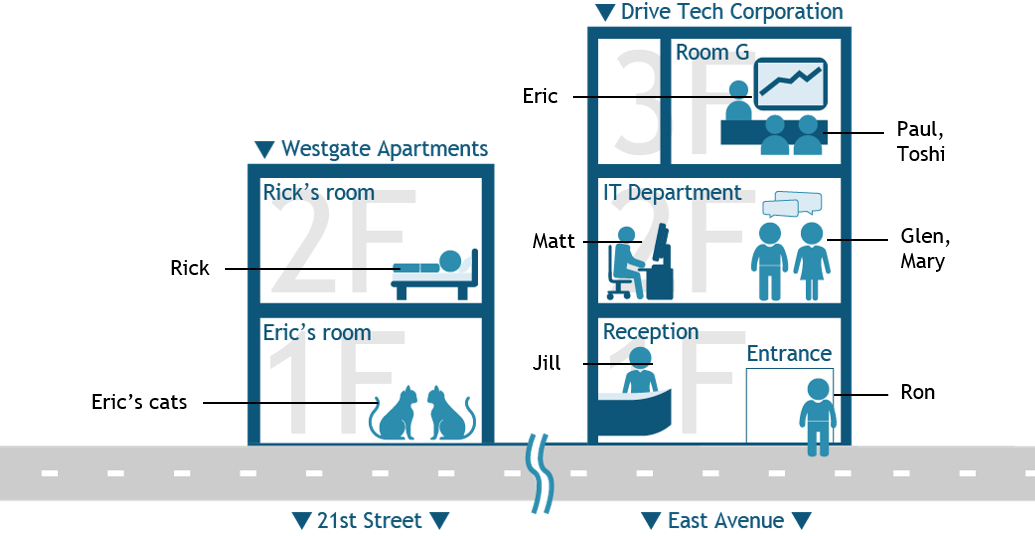 ▼ Drive Tech Corporation
3F
Room G
Eric
Paul,
Toshi
▼ Westgate Apartments
2F
Rick's room
Rick
2F
IT Department
Matt
Glen,
Mary
1F
Eric's room
Eric's cats
1F
Reception
Jill
Entrance
Ron
▼ 21st Street ▼
▼ East Avenue ▼